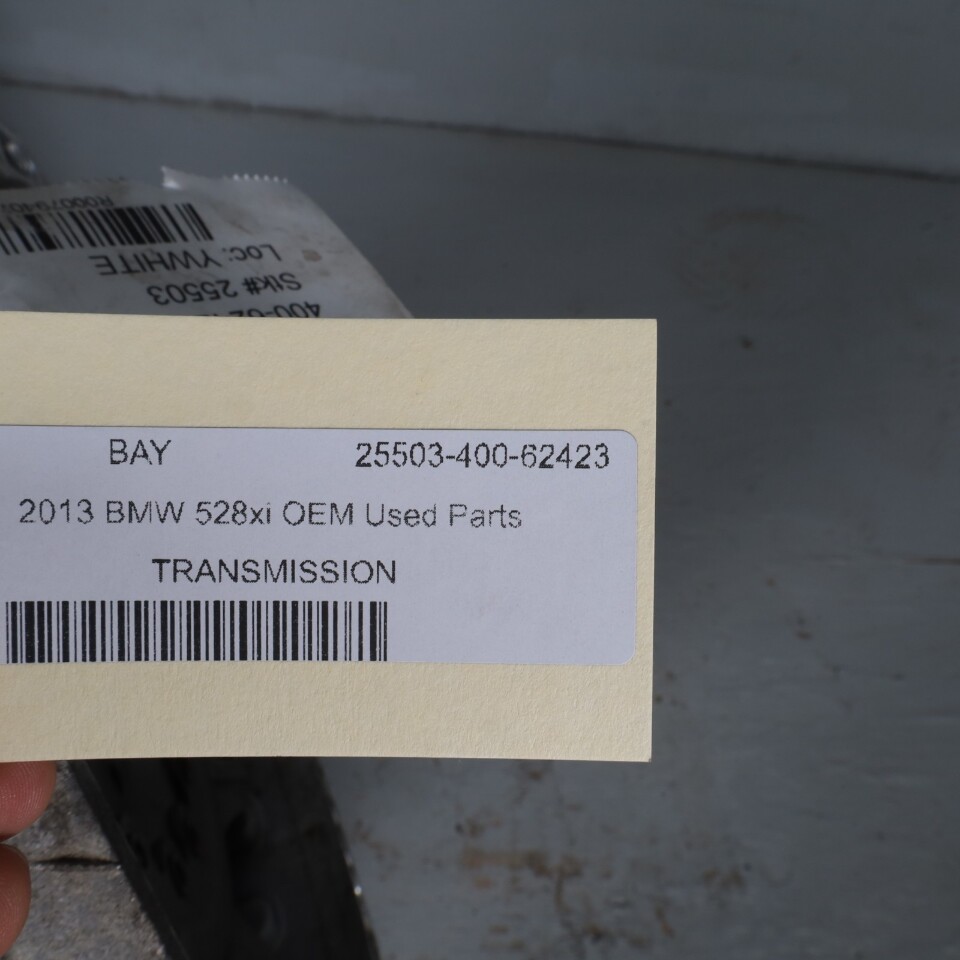 Loc: YWHITE
Stk# 25503
BAY 25503-400-62423
2013 BMW 528xi OEM Used Parts
TRANSMISSION